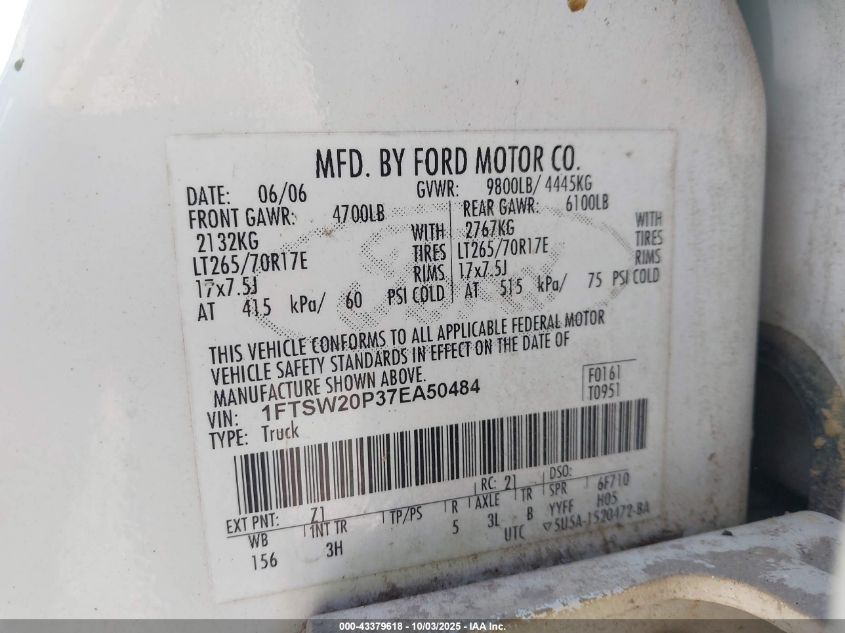 MFD. BY FORD MOTOR CO.
DATE: 06/06 GVWR: 9800LB/ 4445KG
FRONT GAWR: 4700LB REAR GAWR: 6100LB
2132KG WITH 2767KG WITH
LT265/70R17E TIRES LT265/70R17E TIRES
17x7.5J RIMS 17x7.5J RIMS
AT 415 kPa/ 60 PSI COLD AT 515 kPa/ 75 PSI COLD
THIS VEHICLE CONFORMS TO ALL APPLICABLE FEDERAL MOTOR
VEHICLE SAFETY STANDARDS IN EFFECT ON THE DATE OF
MANUFACTURE SHOWN ABOVE.
VIN: 1FTSW20P37EA50484 F0161
TYPE: Truck T0951
EXT PNT: Z1 RC: 21 DSO:
WB INT TR TP/PS R AXLE TR SPR 6F710
156 3H 5 3L B YYFF H05
UTC 5U5A-1520472-BA
000-43379618 - 10/03/2025 - IAA Inc.